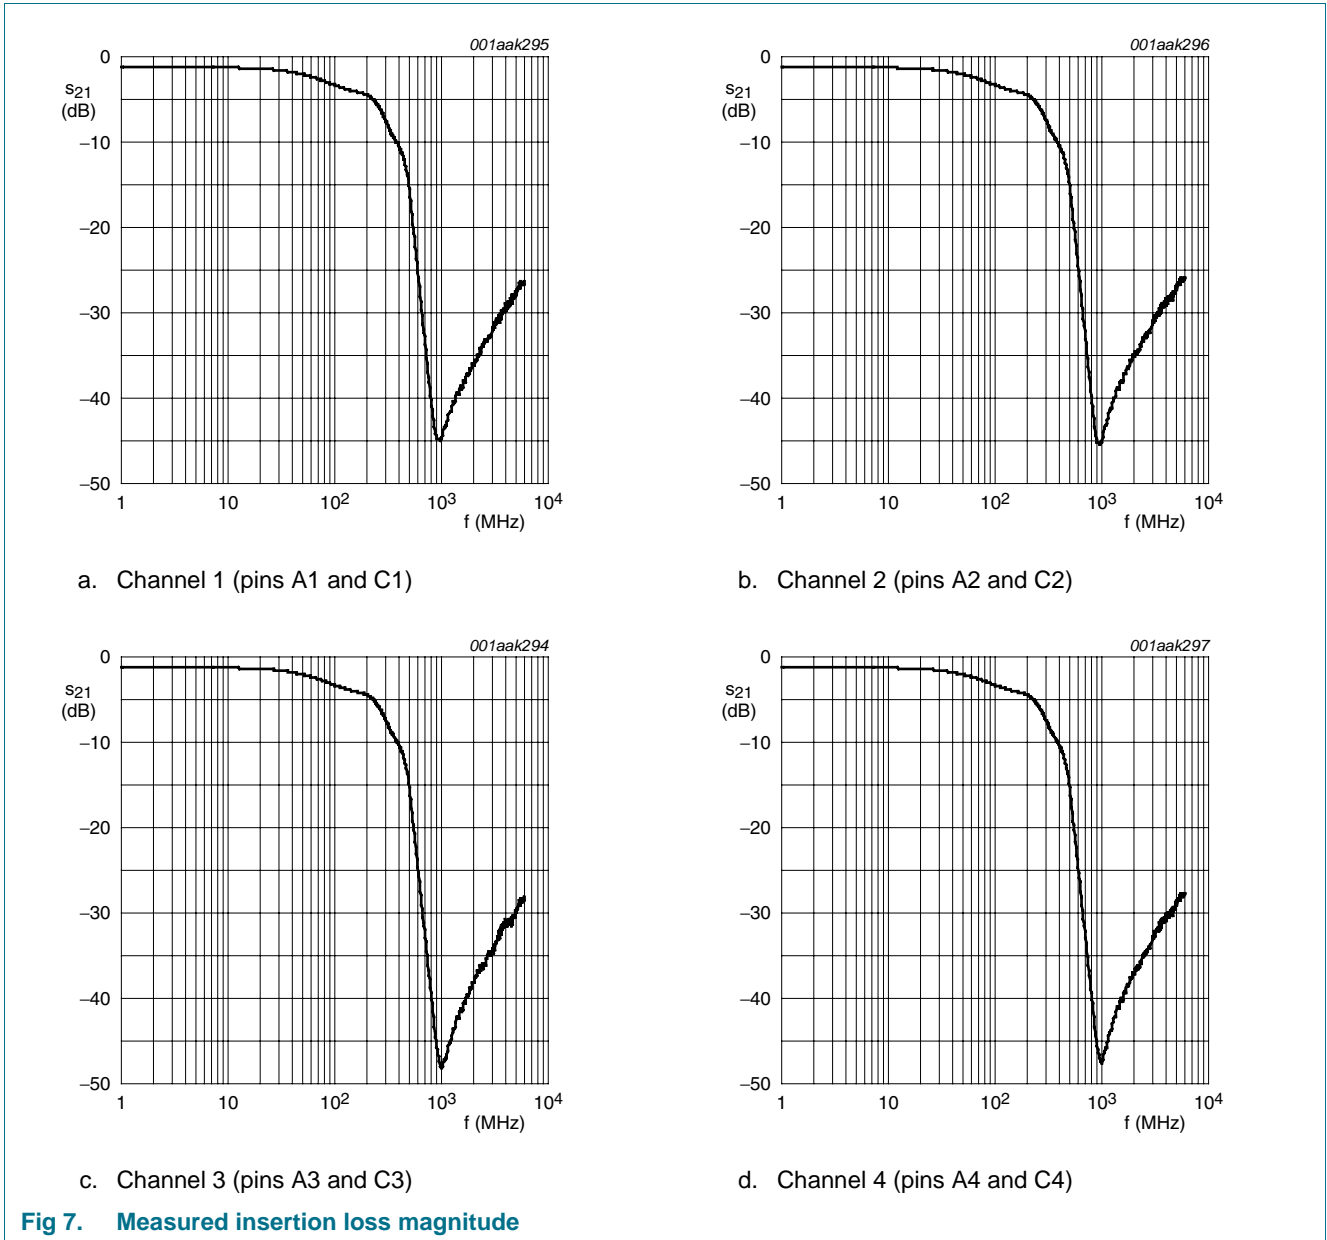 001aak295
0
s21
(dB)
−10
−20
−30
−40
−50
1
10
10²
10³
10⁴
f (MHz)
a. Channel 1 (pins A1 and C1)
001aak296
0
s21
(dB)
−10
−20
−30
−40
−50
1
10
10²
10³
10⁴
f (MHz)
b. Channel 2 (pins A2 and C2)
001aak294
0
s21
(dB)
−10
−20
−30
−40
−50
1
10
10²
10³
10⁴
f (MHz)
c. Channel 3 (pins A3 and C3)
001aak297
0
s21
(dB)
−10
−20
−30
−40
−50
1
10
10²
10³
10⁴
f (MHz)
d. Channel 4 (pins A4 and C4)
Fig 7. Measured insertion loss magnitude